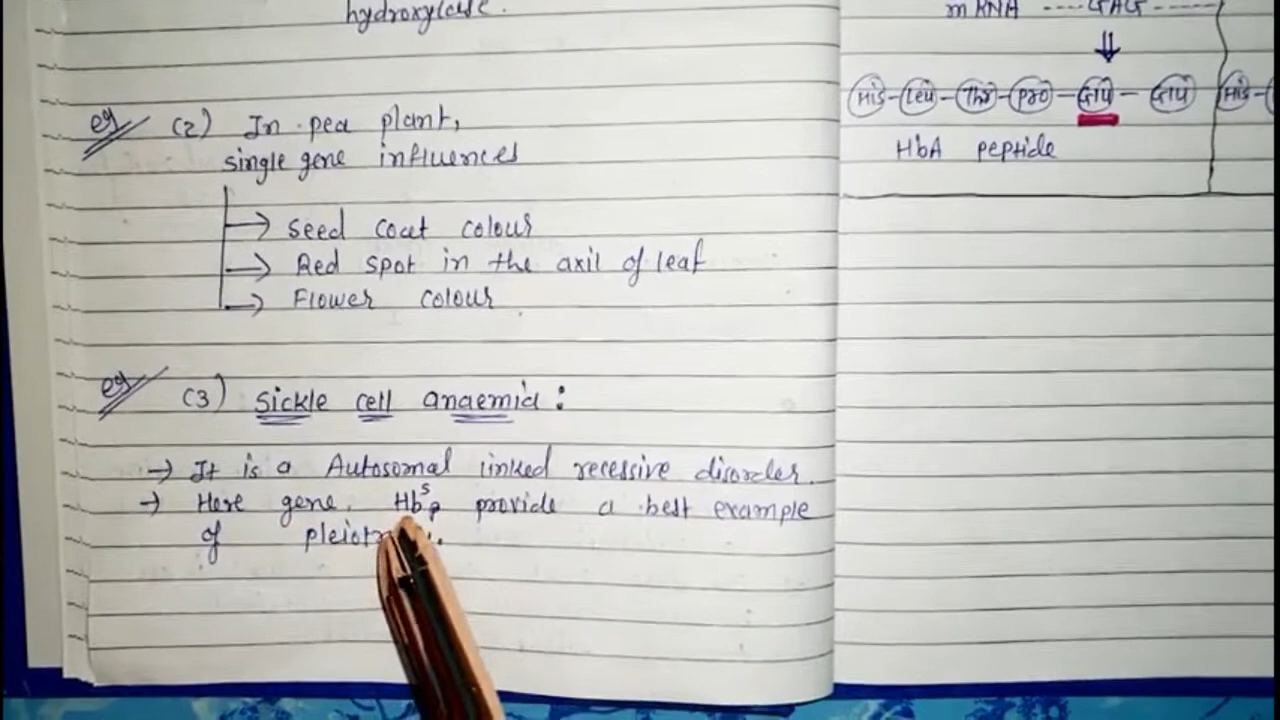 hydroxylase.
eg (2) In pea plant,
single gene influences
→ Seed coat colour
→ Red spot in the axil of leaf
→ Flower colour
eg (3) Sickle cell anaemia:
→ It is a Autosomal linked recessive disorder.
→ Here gene, Hb^S_β provide a best example
of
mRNA ----GAG-----
His-Leu-Thr-Pro-Glu-Glu
His-
HbA peptide